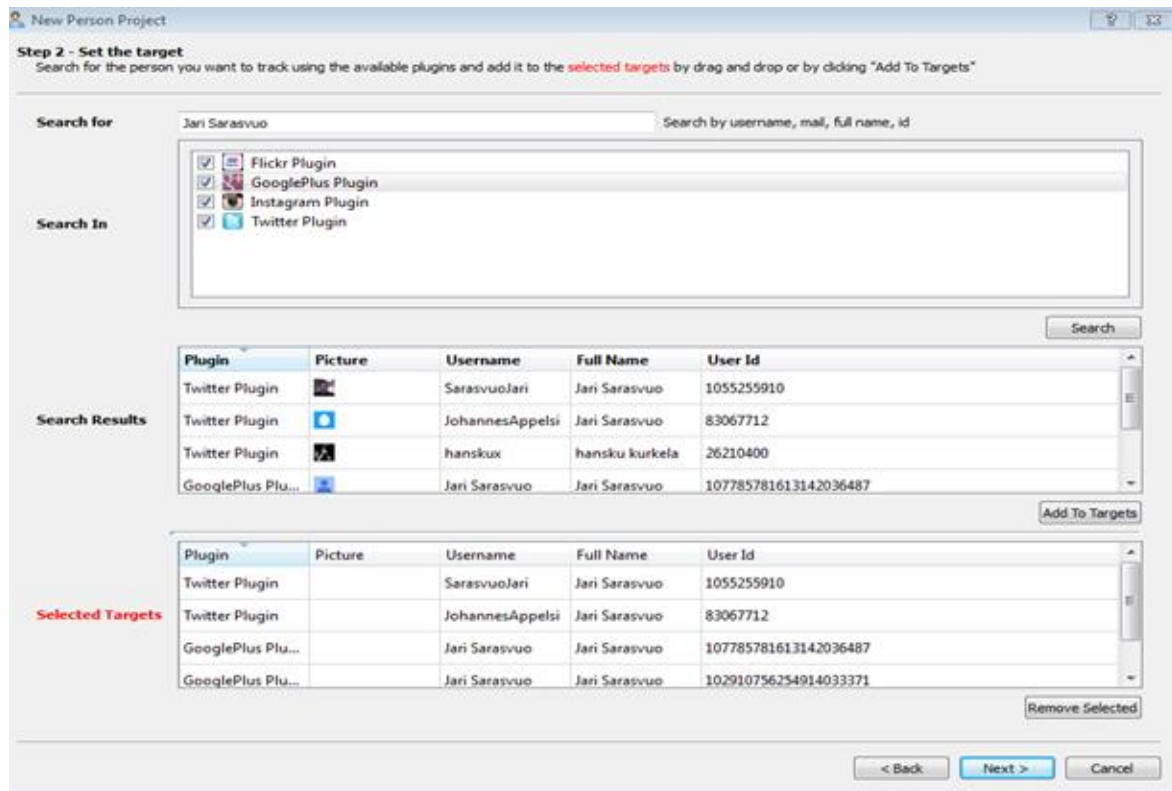 New Person Project
Step 2 - Set the target
Search for the person you want to track using the available plugins and add it to the selected targets by drag and drop or by clicking "Add To Targets"
Search for Jari Sarasvuo Search by username, mail, full name, id
Flickr Plugin
GooglePlus Plugin
Instagram Plugin
Search In Twitter Plugin
Search
Plugin Picture Username Full Name User Id
Twitter Plugin SarasvuoJari Jari Sarasvuo 1055255910
Search Results Twitter Plugin JohannesAppelsi Jari Sarasvuo 83067712
Twitter Plugin hanskux hansku kurkela 26210400
GooglePlus Plu... Jari Sarasvuo Jari Sarasvuo 107785781613142036487
Add To Targets
Plugin Picture Username Full Name User Id
Twitter Plugin SarasvuoJari Jari Sarasvuo 1055255910
Selected Targets Twitter Plugin JohannesAppelsi Jari Sarasvuo 83067712
GooglePlus Plu... Jari Sarasvuo Jari Sarasvuo 107785781613142036487
GooglePlus Plu... Jari Sarasvuo Jari Sarasvuo 102910756254914033371
Remove Selected
< Back Next > Cancel